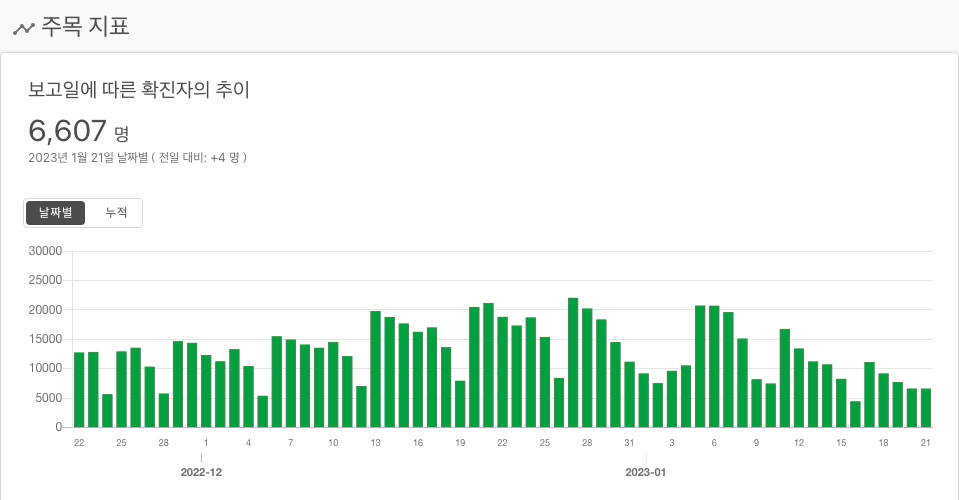 주목 지표
보고일에 따른 확진자의 추이
6,607 명
2023년 1월 21일 날짜별 ( 전일 대비: +4 명 )
날짜별 누적
30000
25000
20000
15000
10000
5000
0
22 25 28 1 4 7 10 13 16 19 22 25 28 31 3 6 9 12 15 18 21
2022-12 2023-01